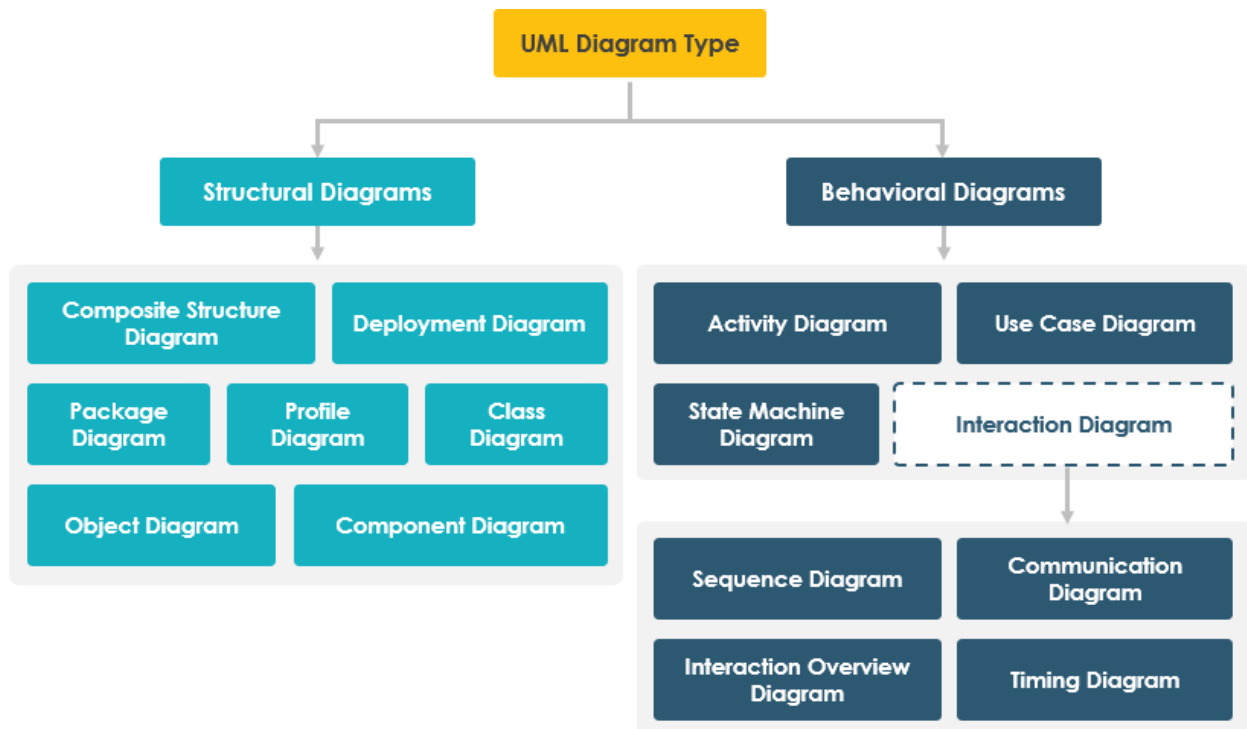 UML Diagram Type
Structural Diagrams
Behavioral Diagrams
Composite Structure
Diagram
Deployment Diagram
Package
Diagram
Profile
Diagram
Class
Diagram
Object Diagram
Component Diagram
Activity Diagram
Use Case Diagram
State Machine
Diagram
Interaction Diagram
Sequence Diagram
Communication
Diagram
Interaction Overview
Diagram
Timing Diagram